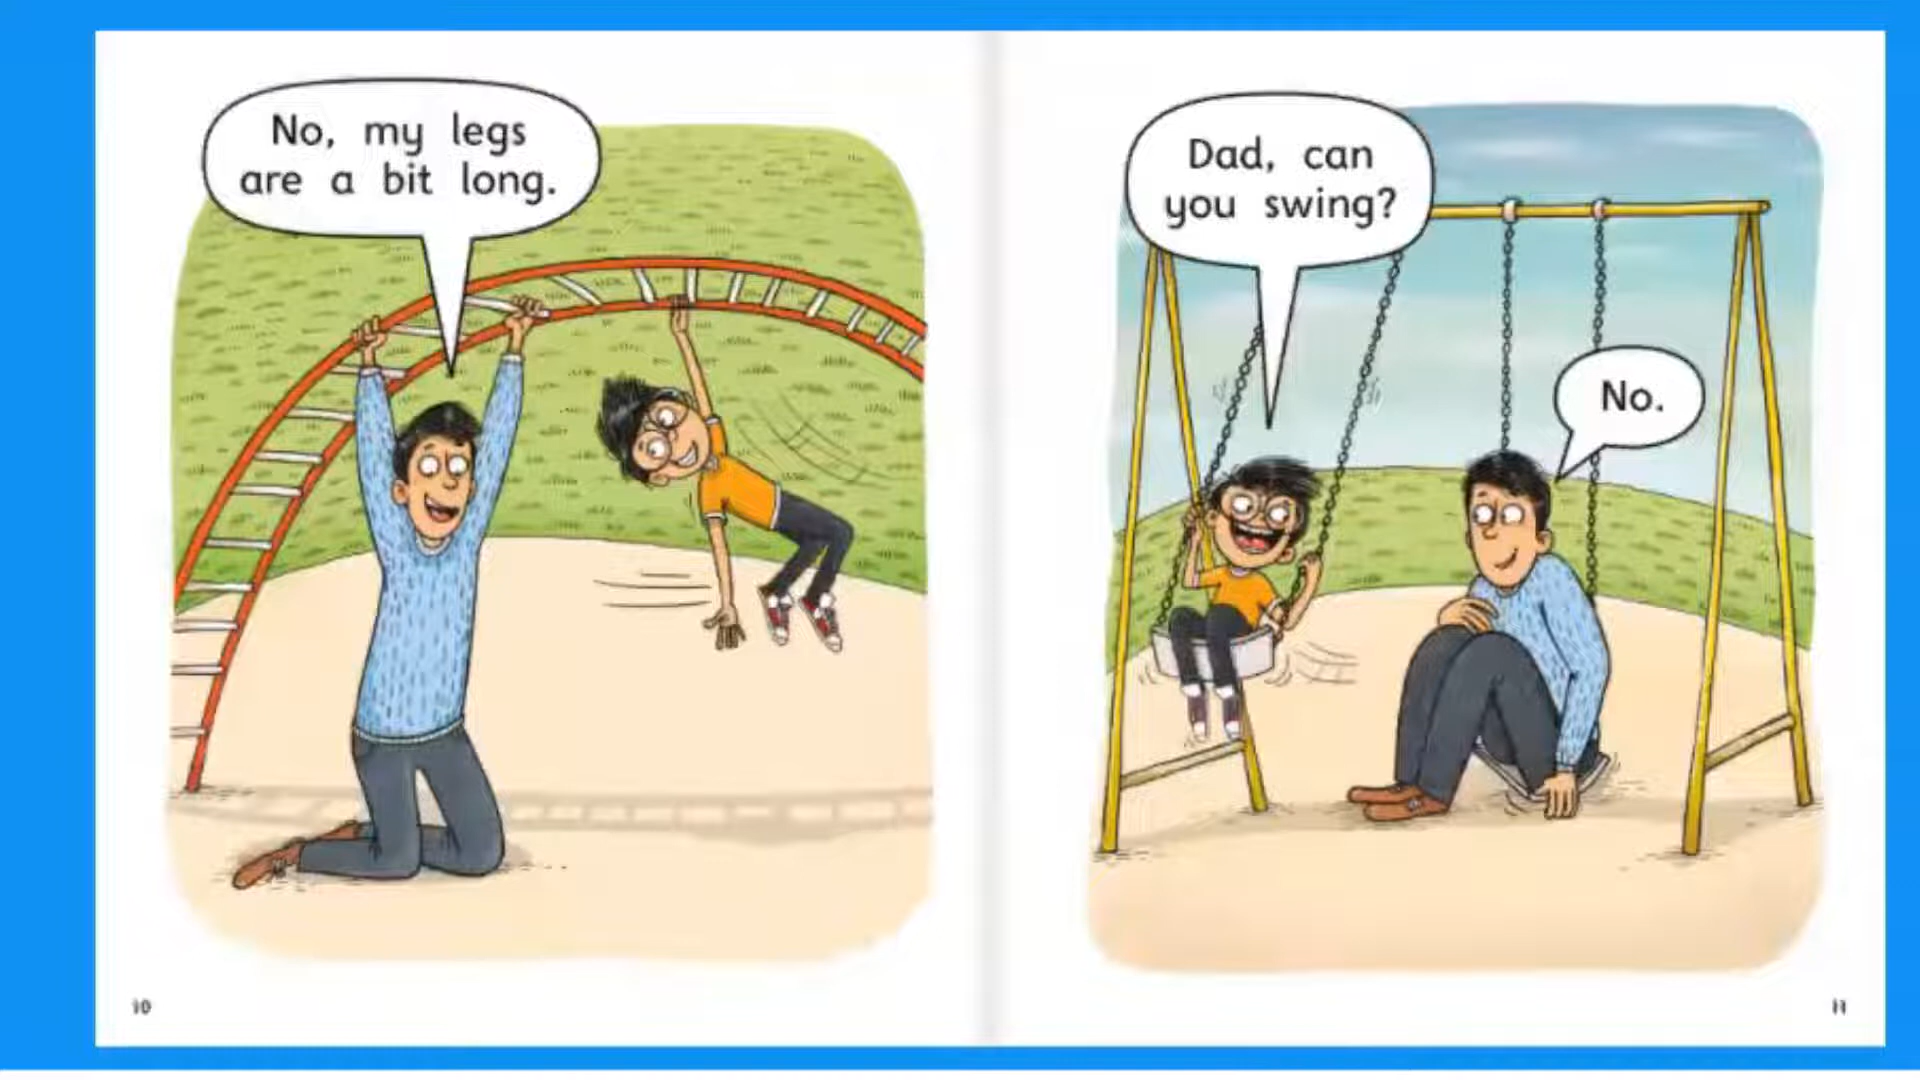 No, my legs
are a bit long.
10
Dad, can
you swing?
No.
11